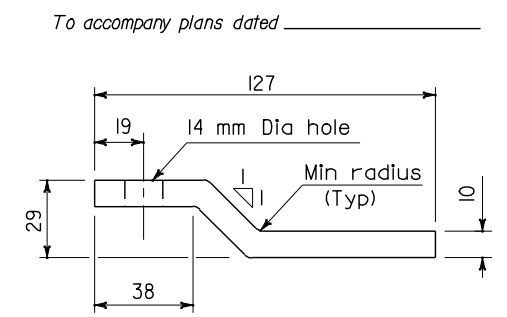 To accompany plans dated
127
19
14 mm Dia hole
1
1
Min radius
(Typ)
10
29
38